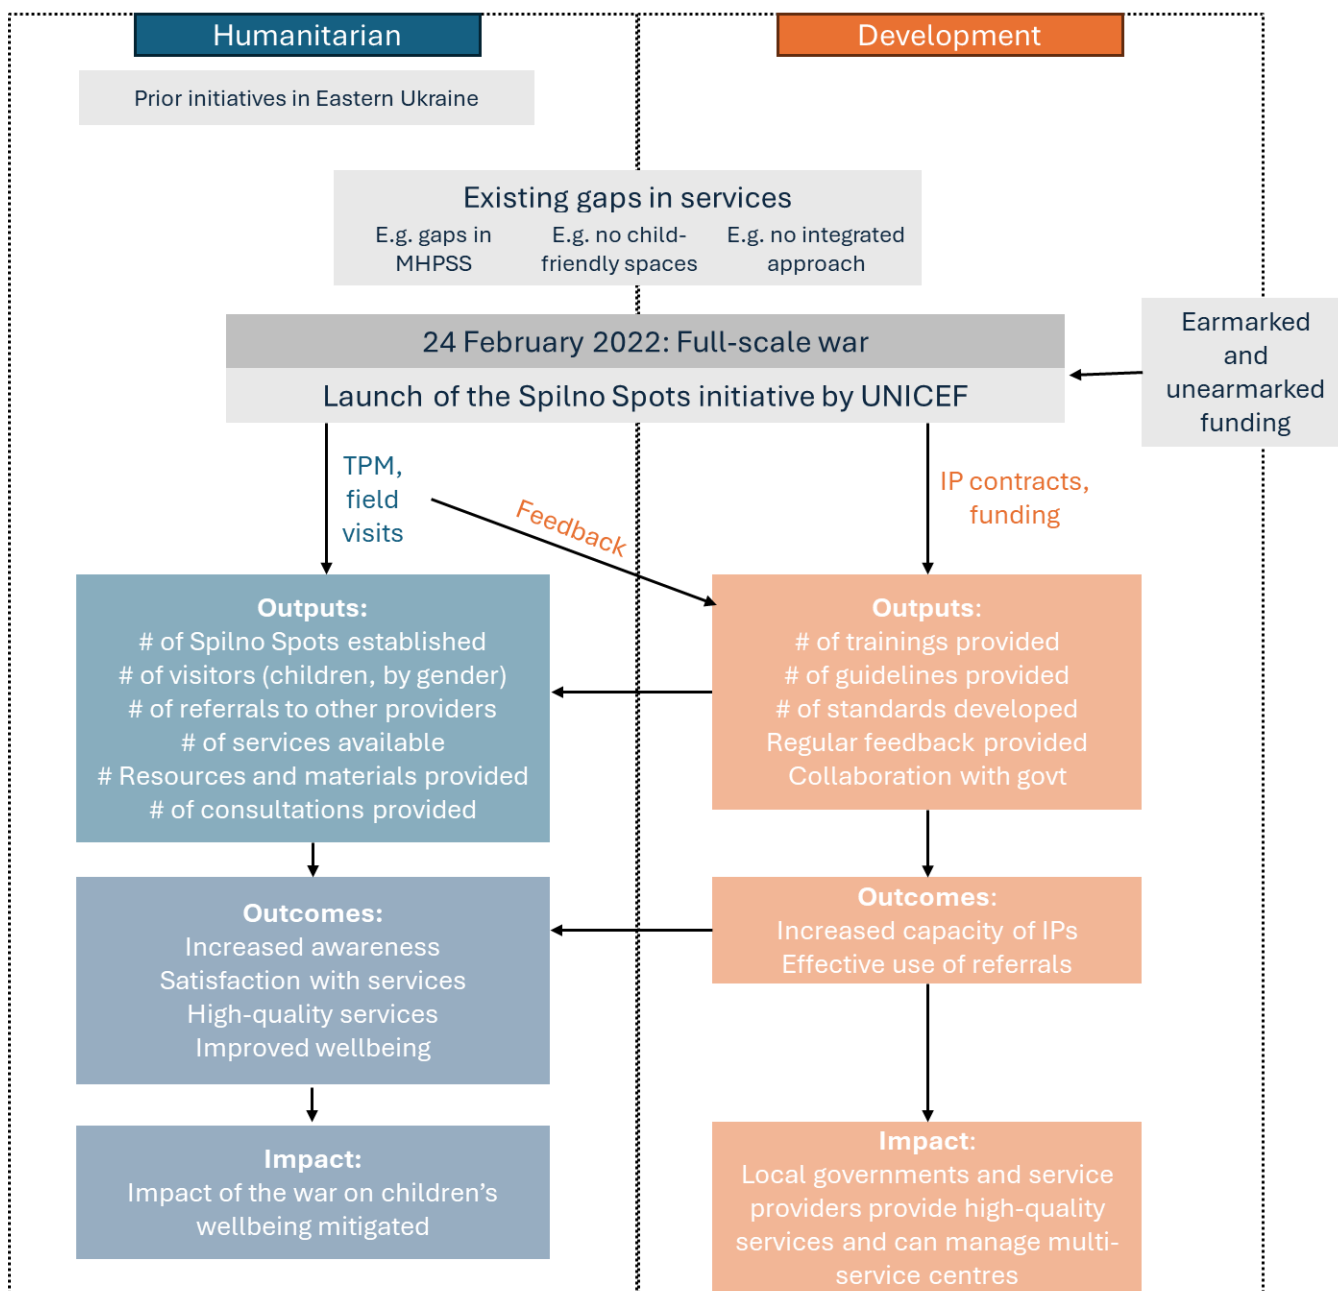 Humanitarian
Development
Prior initiatives in Eastern Ukraine
Existing gaps in services
E.g. gaps in
MHPSS
E.g. no child-
friendly spaces
E.g. no integrated
approach
24 February 2022: Full-scale war
Launch of the Spilno Spots initiative by UNICEF
Earmarked
and
unearmarked
funding
TPM,
field
visits
Feedback
IP contracts,
funding
Outputs:
# of Spilno Spots established
# of visitors (children, by gender)
# of referrals to other providers
# of services available
# Resources and materials provided
# of consultations provided
Outputs:
# of trainings provided
# of guidelines provided
# of standards developed
Regular feedback provided
Collaboration with govt
Outcomes:
Increased awareness
Satisfaction with services
High-quality services
Improved wellbeing
Outcomes:
Increased capacity of IPs
Effective use of referrals
Impact:
Impact of the war on children’s
wellbeing mitigated
Impact:
Local governments and service
providers provide high-quality
services and can manage multi-
service centres